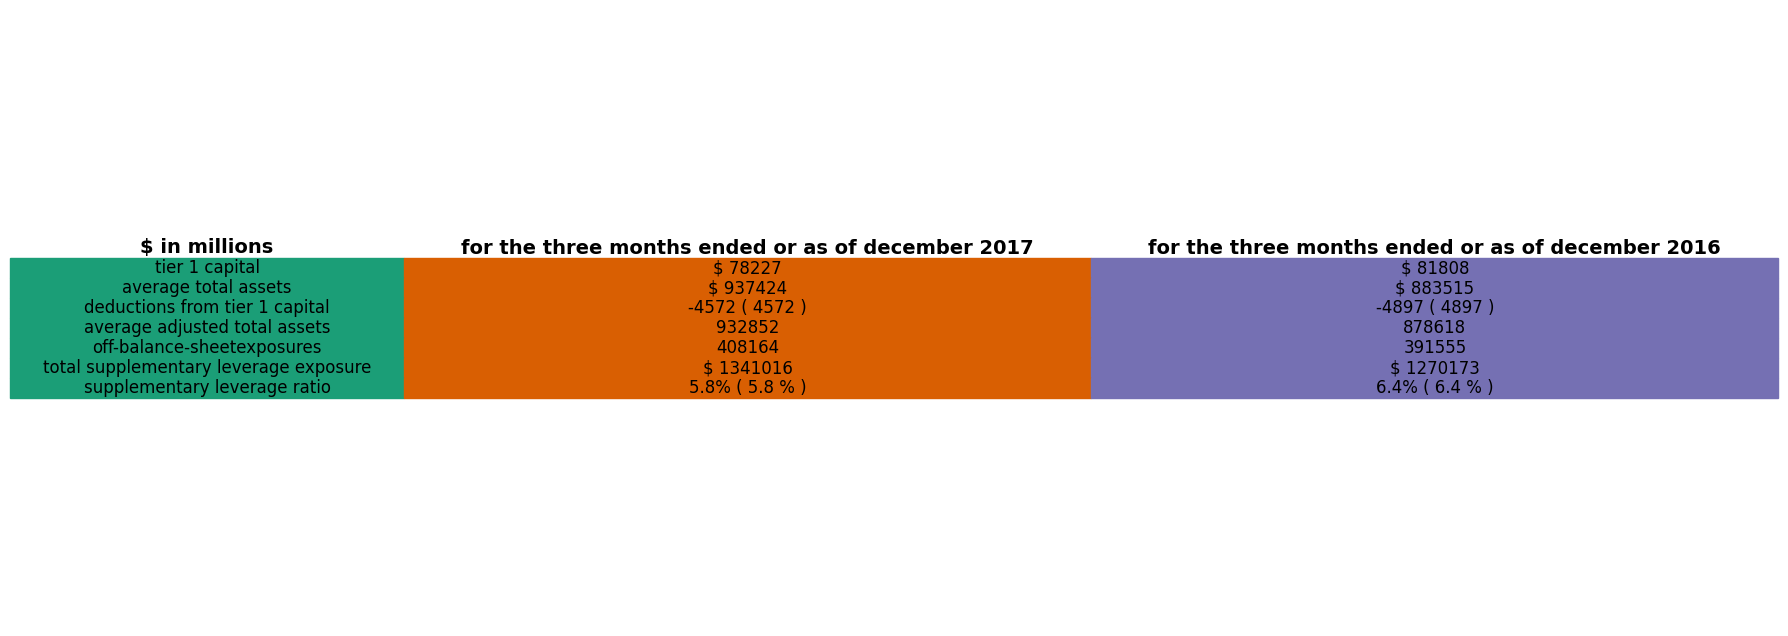 $ in millions for the three months ended or as of december 2017 for the three months ended or as of december 2016
tier 1 capital $ 78227 $ 81808
average total assets $ 937424 $ 883515
deductions from tier 1 capital -4572 ( 4572 ) -4897 ( 4897 )
average adjusted total assets 932852 878618
off-balance-sheetexposures 408164 391555
total supplementary leverage exposure $ 1341016 $ 1270173
supplementary leverage ratio 5.8% ( 5.8 % ) 6.4% ( 6.4 % )